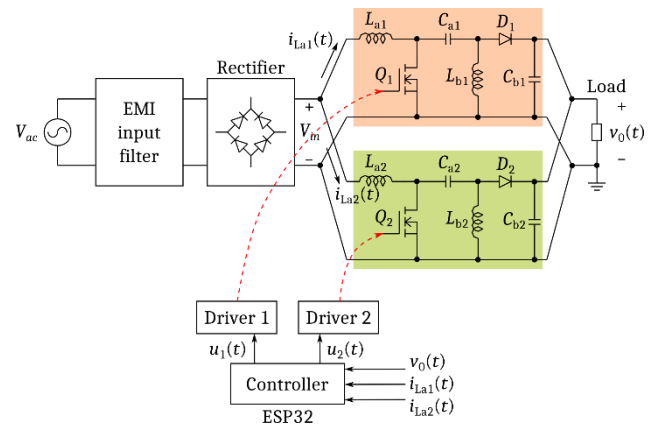 L_a1 C_a1 D_1
i_La1(t)
Q_1 L_b1 C_b1
Rectifier
Load
EMI
input
filter
V_ac
+ V_in −
+ v_0(t) −
i_La2(t)
L_a2 C_a2 D_2
Q_2 L_b2 C_b2
Driver 1 Driver 2
u_1(t) u_2(t)
Controller
v_0(t)
i_La1(t)
i_La2(t)
ESP32